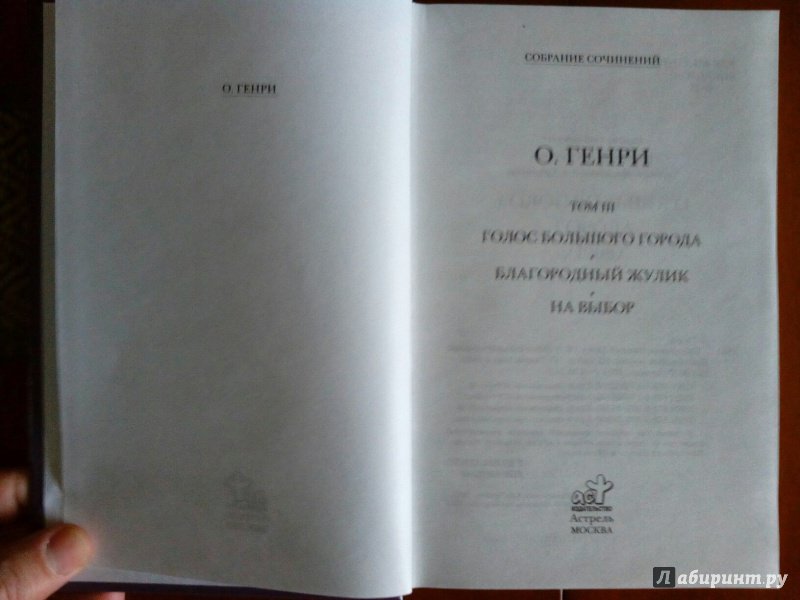 О. ГЕНРИ
СОБРАНИЕ СОЧИНЕНИЙ
О. ГЕНРИ
ТОМ III
ГОЛОС БОЛЬШОГО ГОРОДА
БЛАГОРОДНЫЙ ЖУЛИК
НА ВЫБОР
аст
ИЗДАТЕЛЬСТВО
Астрель
МОСКВА
Лабиринт.ру